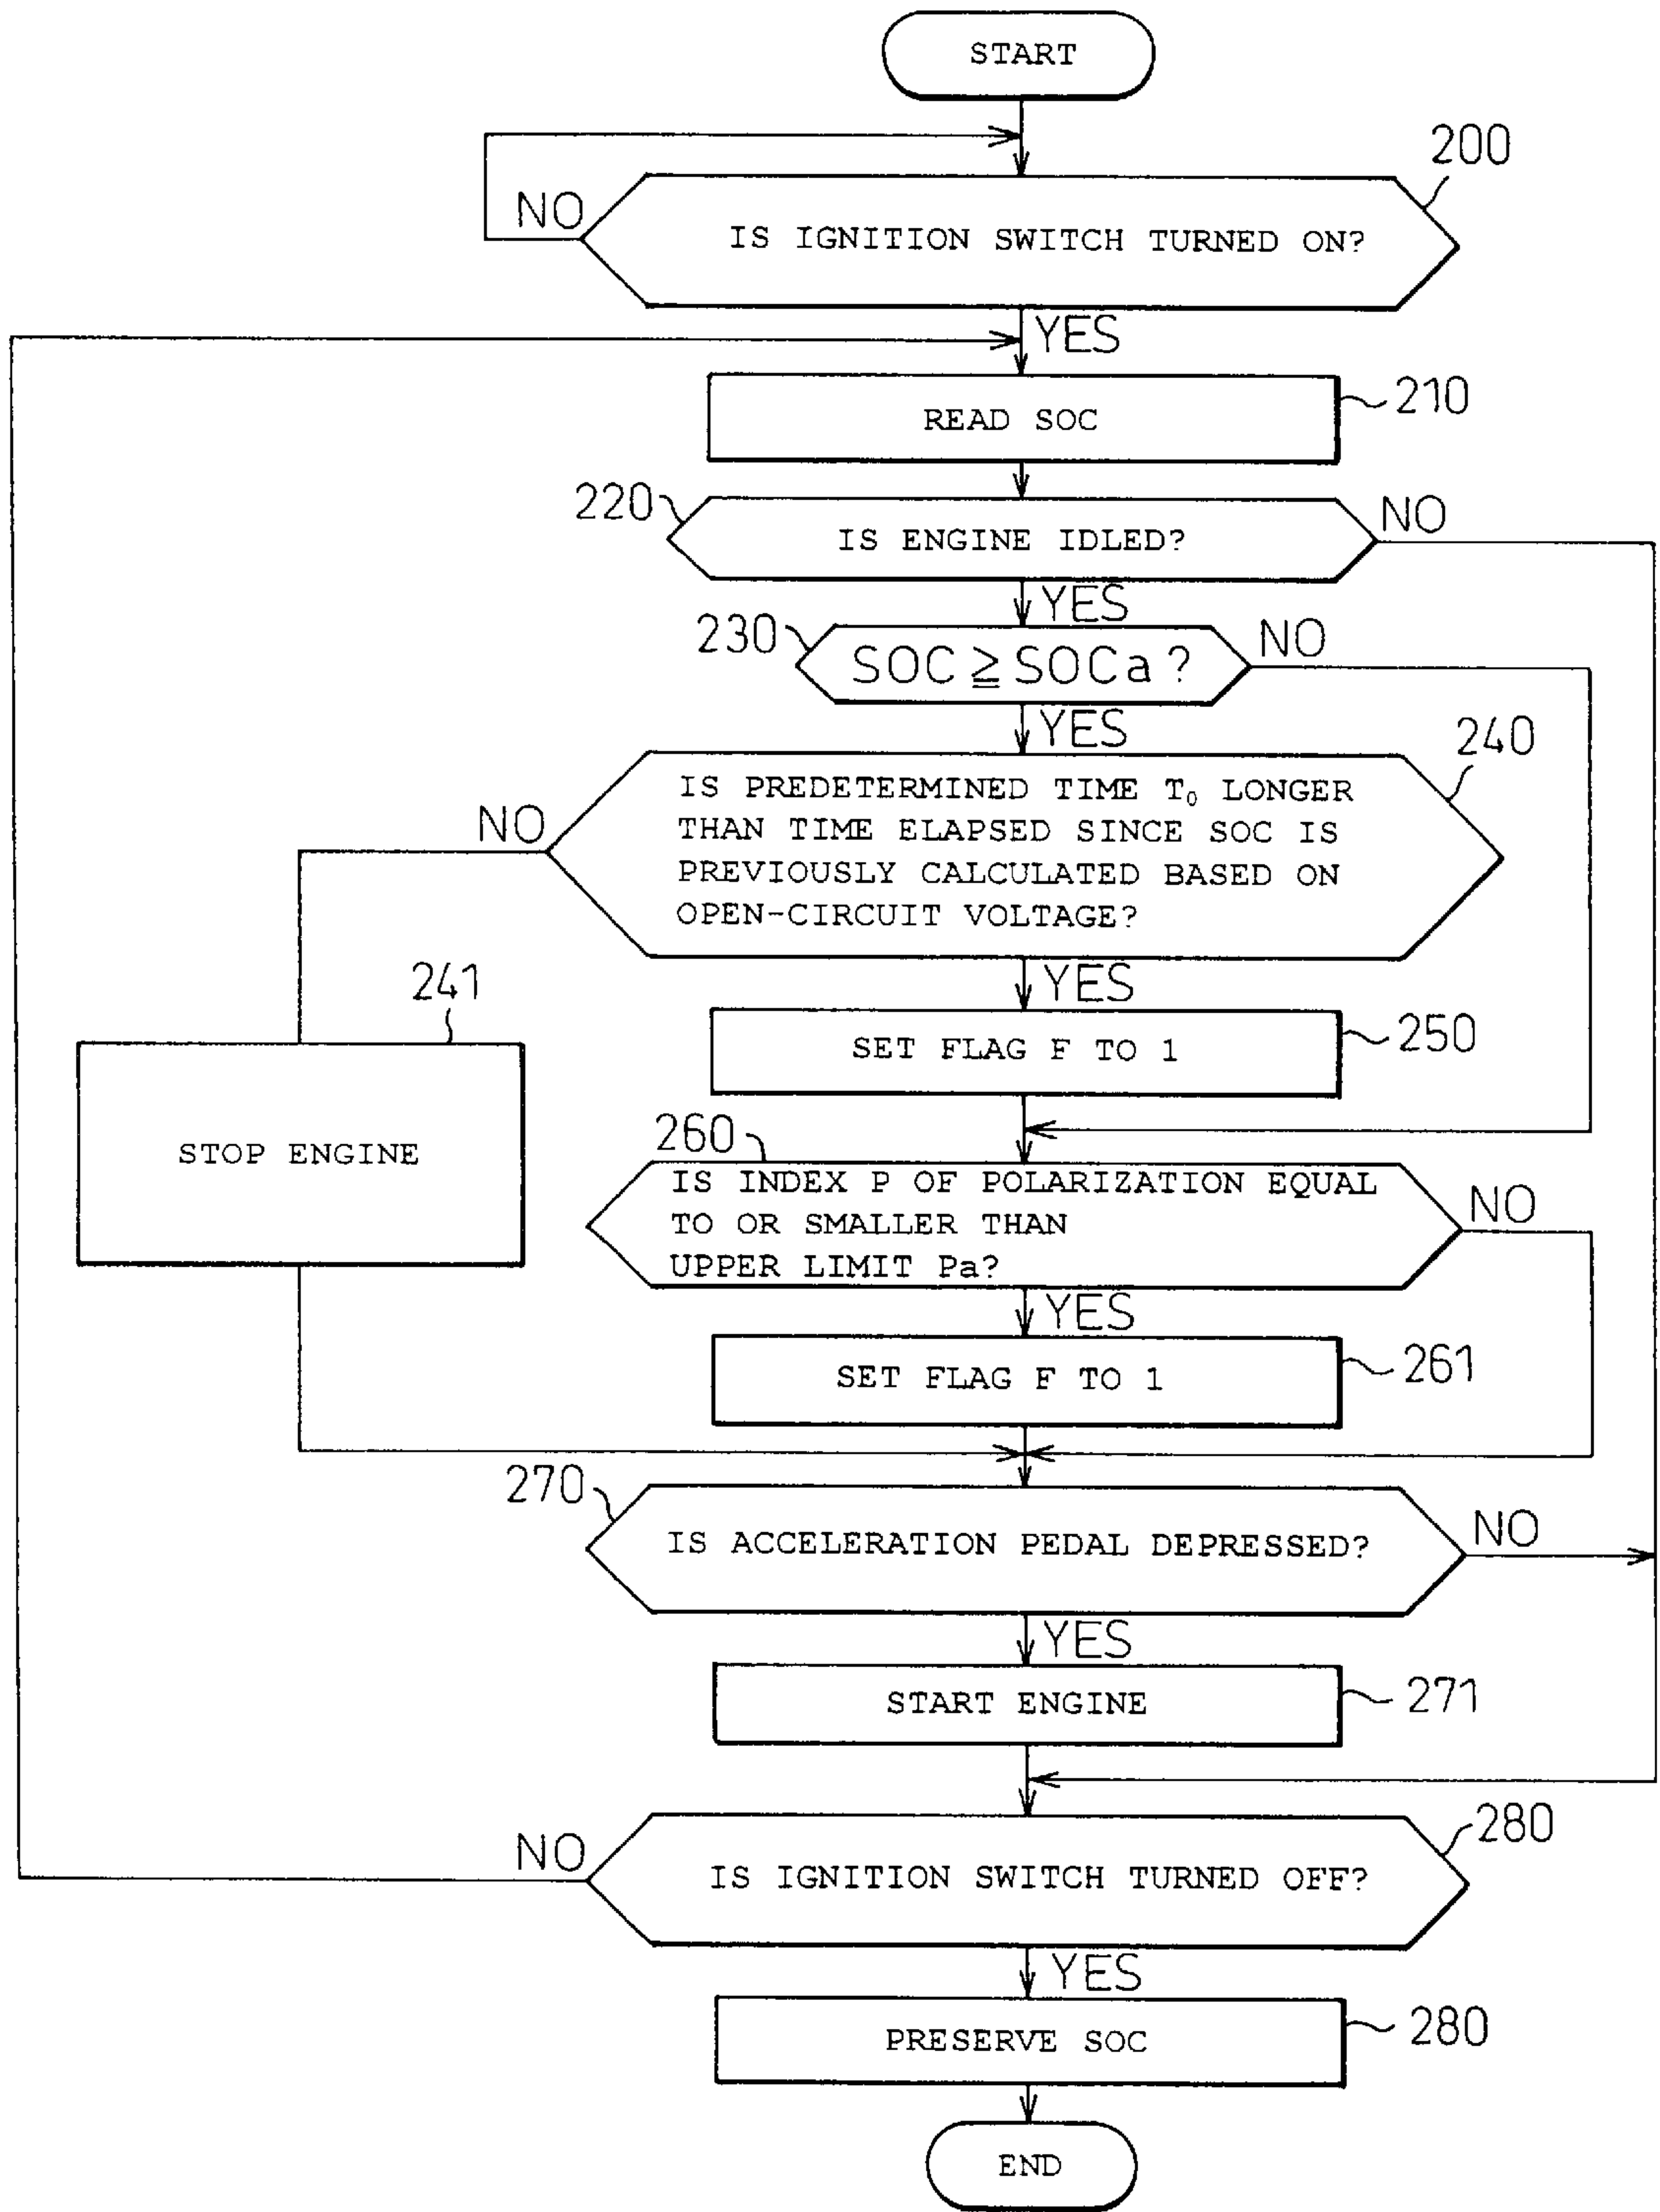 START
200
NO
IS IGNITION SWITCH TURNED ON?
YES
READ SOC
210
220
IS ENGINE IDLED?
NO
YES
230
SOC ≧ SOCa ?
NO
YES
240
NO
IS PREDETERMINED TIME T₀ LONGER
THAN TIME ELAPSED SINCE SOC IS
PREVIOUSLY CALCULATED BASED ON
OPEN-CIRCUIT VOLTAGE?
YES
241
STOP ENGINE
SET FLAG F TO 1
250
260
IS INDEX P OF POLARIZATION EQUAL
TO OR SMALLER THAN
UPPER LIMIT Pa?
NO
YES
SET FLAG F TO 1
261
270
IS ACCELERATION PEDAL DEPRESSED?
NO
YES
START ENGINE
271
280
NO
IS IGNITION SWITCH TURNED OFF?
YES
PRESERVE SOC
280
END